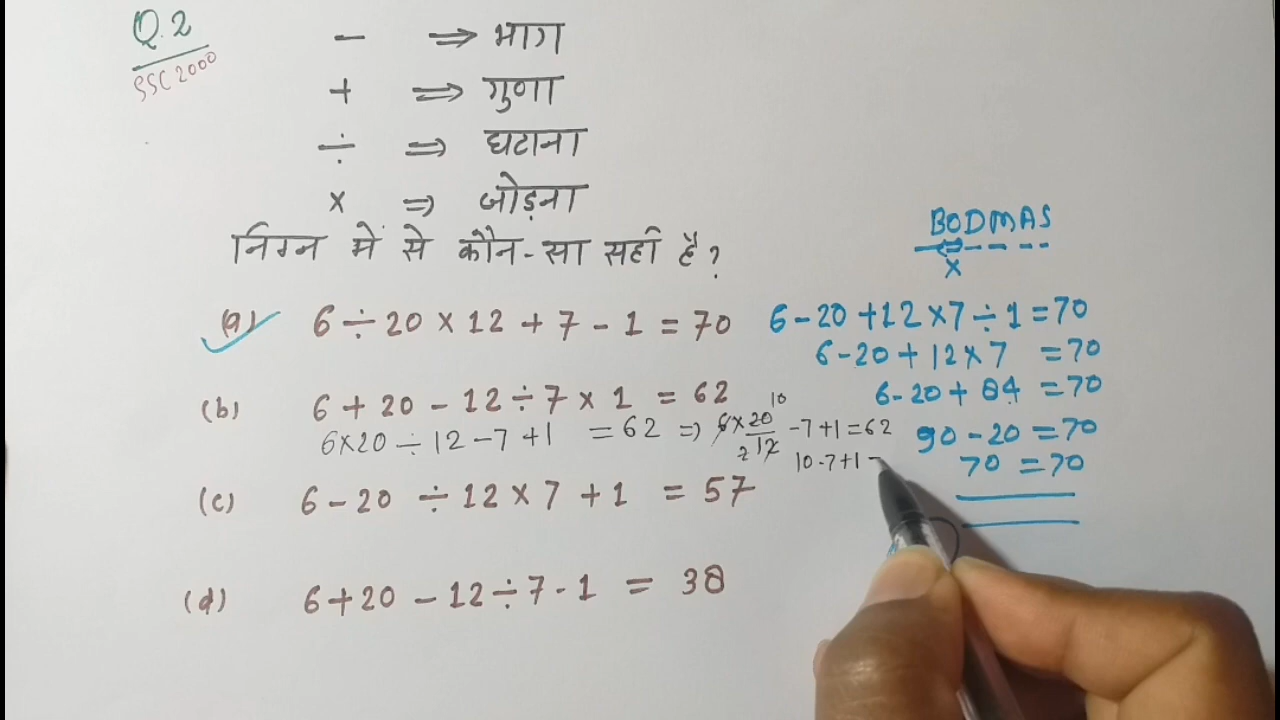 Q.2
SSC 2000
− ⇒ भाग
+ ⇒ गुणा
÷ ⇒ घटाना
× ⇒ जोड़ना
निम्न में से कौन-सा सही है?
(a) 6 ÷ 20 × 12 + 7 − 1 = 70
(b) 6 + 20 − 12 ÷ 7 × 1 = 62
6×20 ÷ 12 − 7 + 1 = 62 ⇒ 6×20/12 − 7 + 1 = 62
10
2
10 - 7 + 1 −
(c) 6 − 20 ÷ 12 × 7 + 1 = 57
(d) 6 + 20 − 12 ÷ 7 - 1 = 38
BODMAS
×
6 − 20 + 12 × 7 ÷ 1 = 70
6 - 20 + 12 × 7 = 70
6 - 20 + 84 = 70
90 − 20 = 70
70 = 70